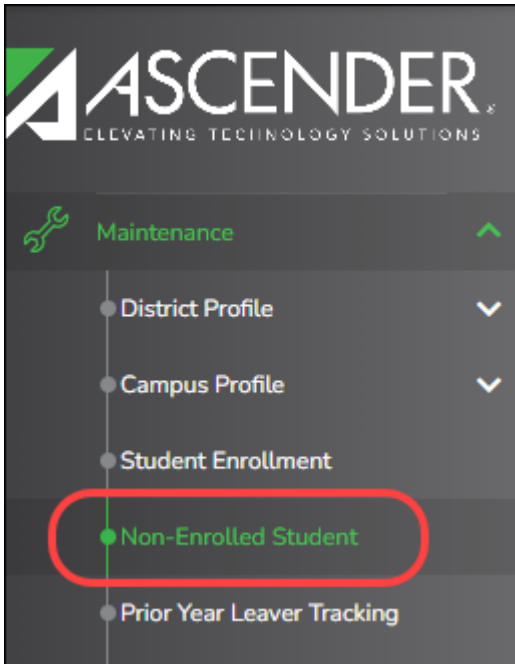 ASCENDER
ELEVATING TECHNOLOGY SOLUTIONS
Maintenance
District Profile
Campus Profile
Student Enrollment
Non-Enrolled Student
Prior Year Leaver Tracking